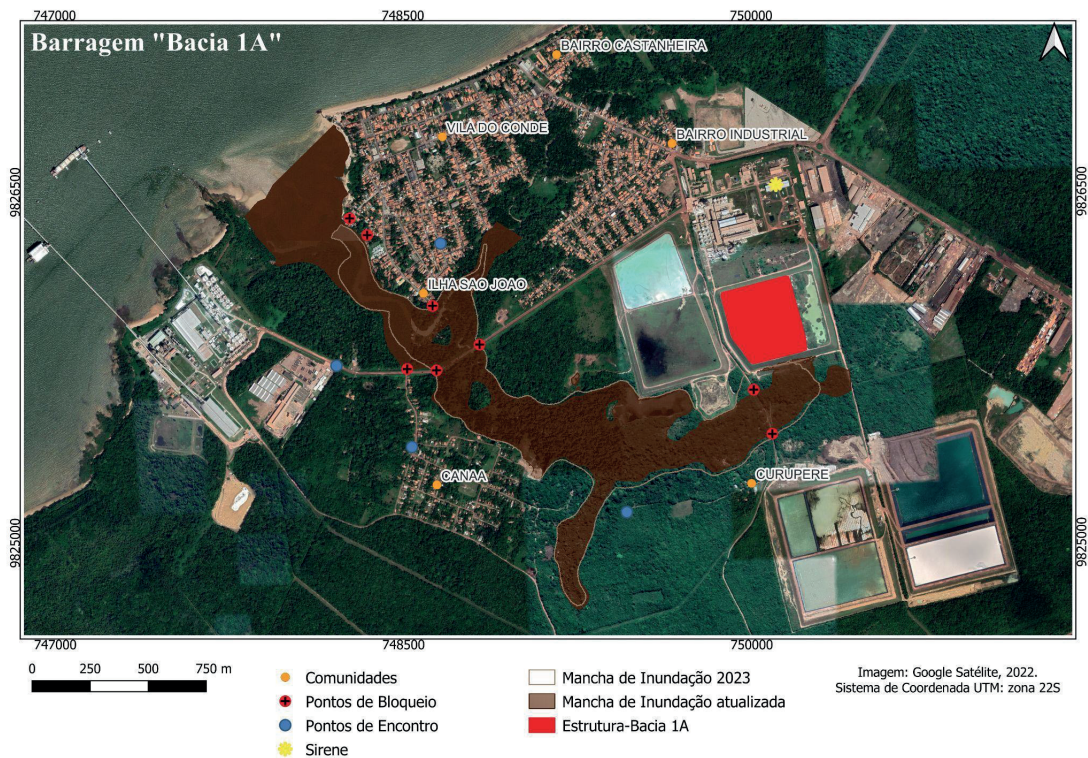 747000 748500 750000
Barragem "Bacia 1A"
BAIRRO CASTANHEIRA
VILA DO CONDE
BAIRRO INDUSTRIAL
9826500 9826500
ILHA SAO JOAO
CANAA
CURUPERE
9825000 9825000
747000 748500 750000
0 250 500 750 m
Comunidades
Pontos de Bloqueio
Pontos de Encontro
Sirene
Mancha de Inundação 2023
Mancha de Inundação atualizada
Estrutura-Bacia 1A
Imagem: Google Satélite, 2022.
Sistema de Coordenada UTM: zona 22S